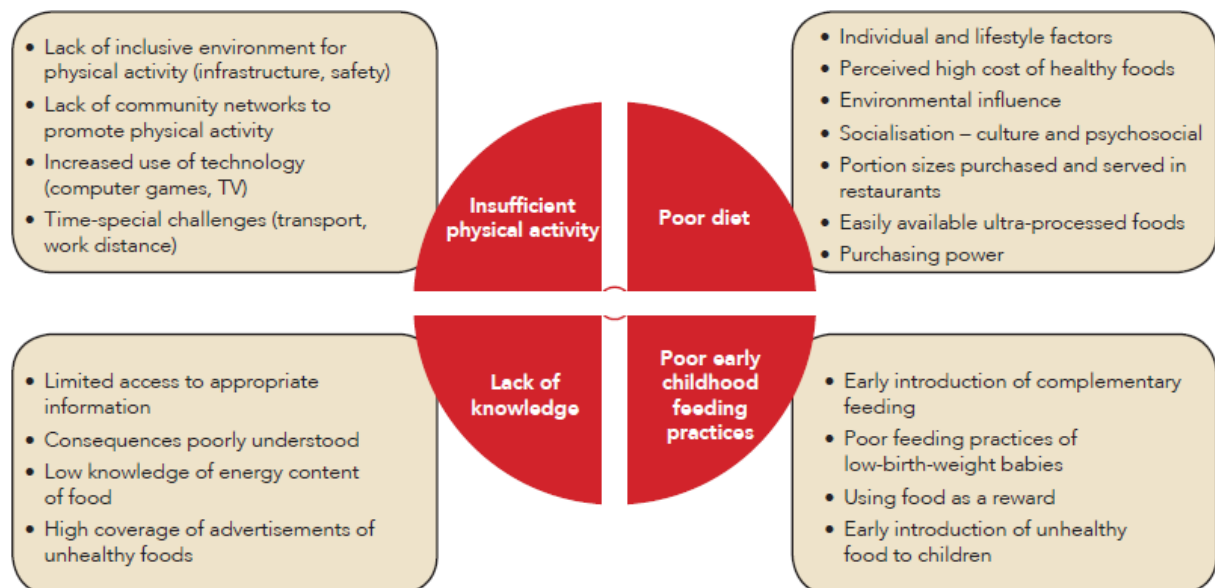 • Lack of inclusive environment for
physical activity (infrastructure, safety)
• Lack of community networks to
promote physical activity
• Increased use of technology
(computer games, TV)
• Time-special challenges (transport,
work distance)
Insufficient
physical activity
Poor diet
• Individual and lifestyle factors
• Perceived high cost of healthy foods
• Environmental influence
• Socialisation – culture and psychosocial
• Portion sizes purchased and served in
restaurants
• Easily available ultra-processed foods
• Purchasing power
• Limited access to appropriate
information
• Consequences poorly understood
• Low knowledge of energy content
of food
• High coverage of advertisements of
unhealthy foods
Lack of
knowledge
Poor early
childhood
feeding
practices
• Early introduction of complementary
feeding
• Poor feeding practices of
low-birth-weight babies
• Using food as a reward
• Early introduction of unhealthy
food to children